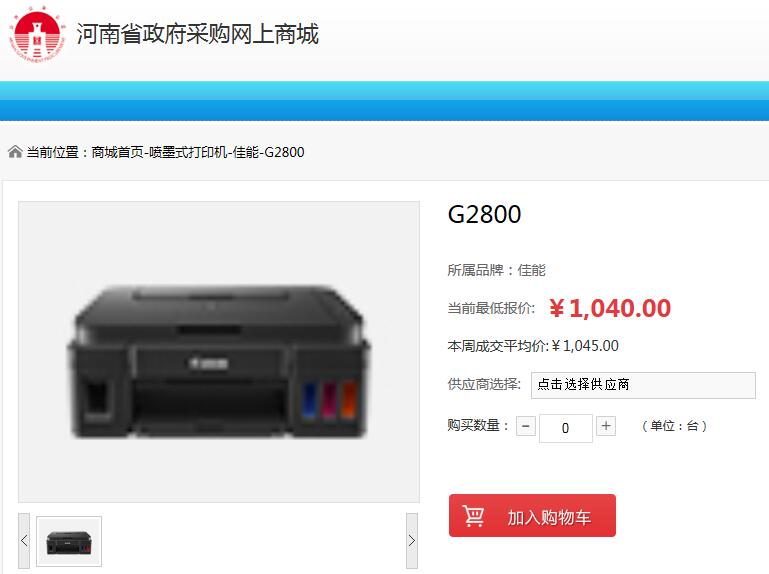 河南省政府采购网上商城
当前位置：商城首页-喷墨式打印机-佳能-G2800
G2800
所属品牌：佳能
当前最低报价: ￥1,040.00
本周成交平均价:￥1,045.00
供应商选择: 点击选择供应商
购买数量： - 0 + （单位：台）
加入购物车
Canon